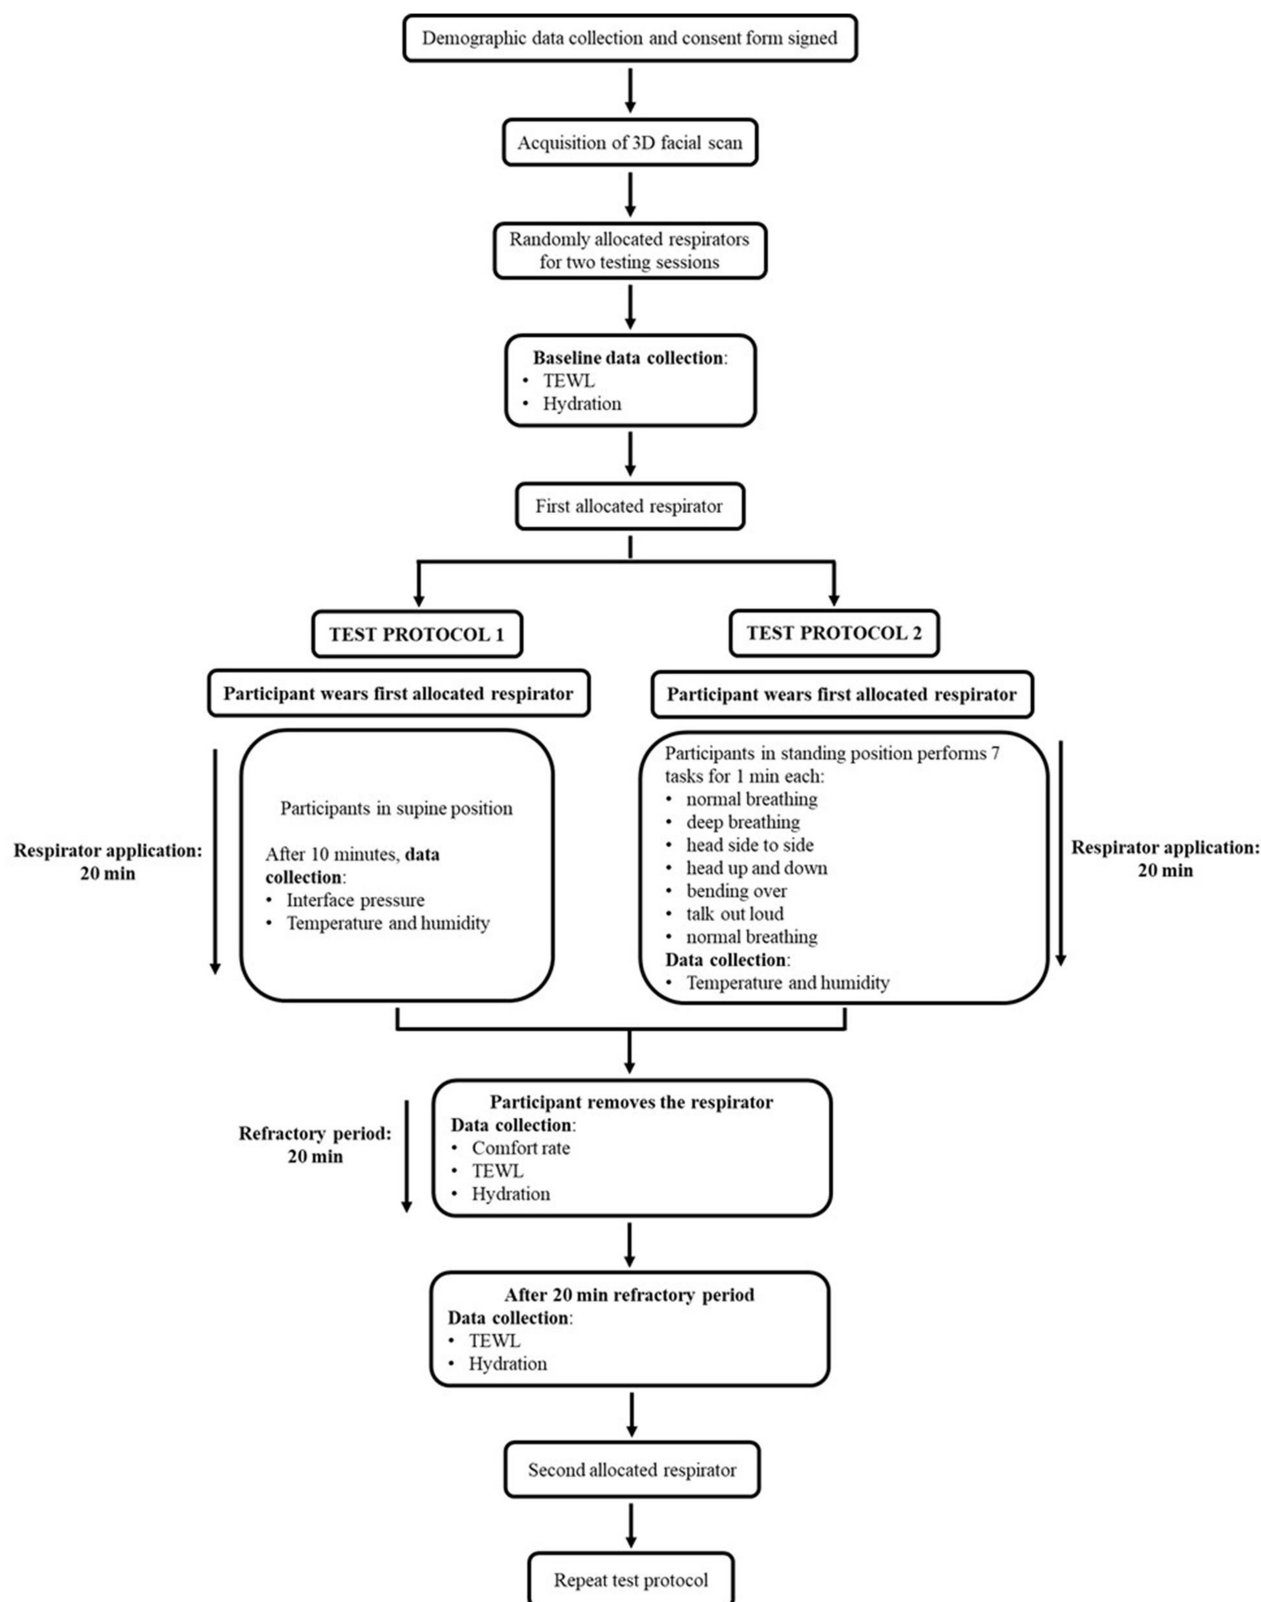 Demographic data collection and consent form signed
Acquisition of 3D facial scan
Randomly allocated respirators
for two testing sessions
Baseline data collection:
• TEWL
• Hydration
First allocated respirator
TEST PROTOCOL 1
Participant wears first allocated respirator
Respirator application:
20 min
Participants in supine position
After 10 minutes, data
collection:
• Interface pressure
• Temperature and humidity
TEST PROTOCOL 2
Participant wears first allocated respirator
Participants in standing position performs 7
tasks for 1 min each:
• normal breathing
• deep breathing
• head side to side
• head up and down
• bending over
• talk out loud
• normal breathing
Data collection:
• Temperature and humidity
Respirator application:
20 min
Refractory period:
20 min
Participant removes the respirator
Data collection:
• Comfort rate
• TEWL
• Hydration
After 20 min refractory period
Data collection:
• TEWL
• Hydration
Second allocated respirator
Repeat test protocol